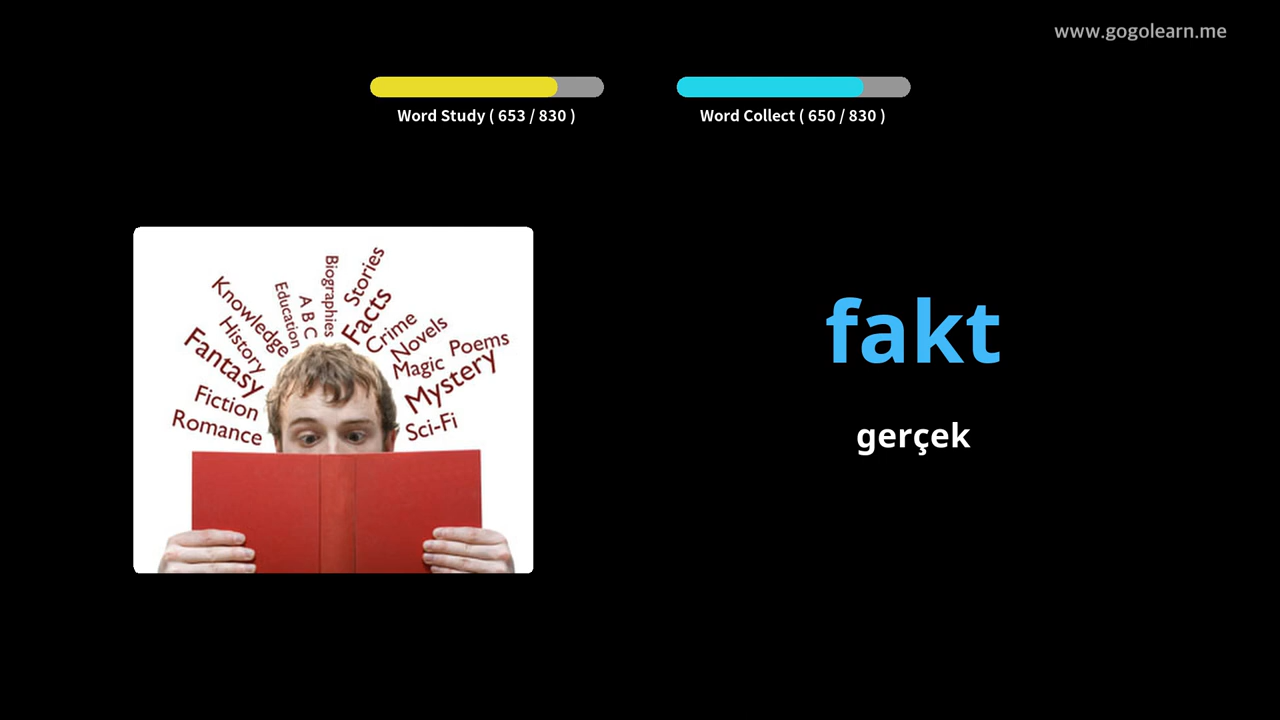 www.gogolearn.me
Word Study ( 653 / 830 )
Word Collect ( 650 / 830 )
Knowledge
Education
A B C
Biographies
Stories
Facts
Crime
Novels
Poems
Magic
Mystery
Sci-Fi
History
Fantasy
Fiction
Romance
fakt
gerçek